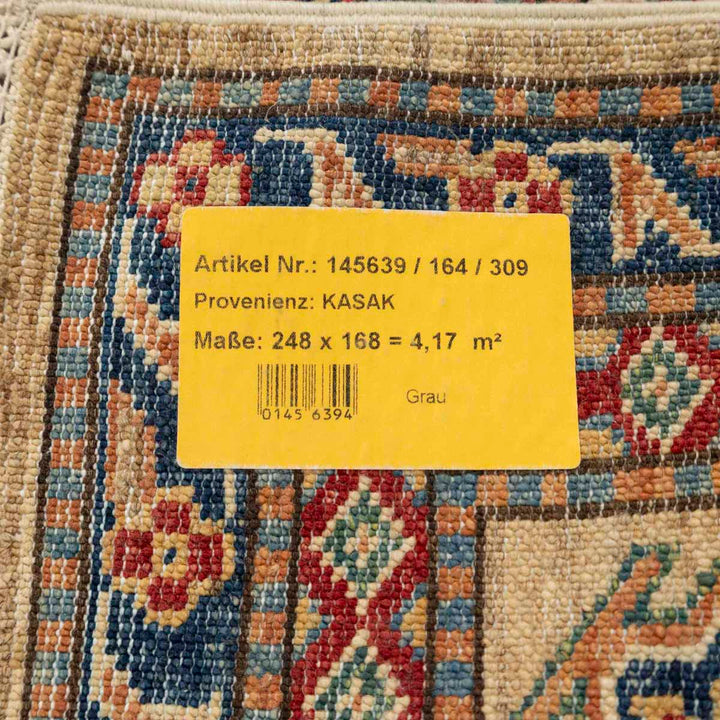 Artikel Nr.: 145639 / 164 / 309
Provenienz: KASAK
Maße: 248 x 168 = 4,17 m²
0145 6394
Grau